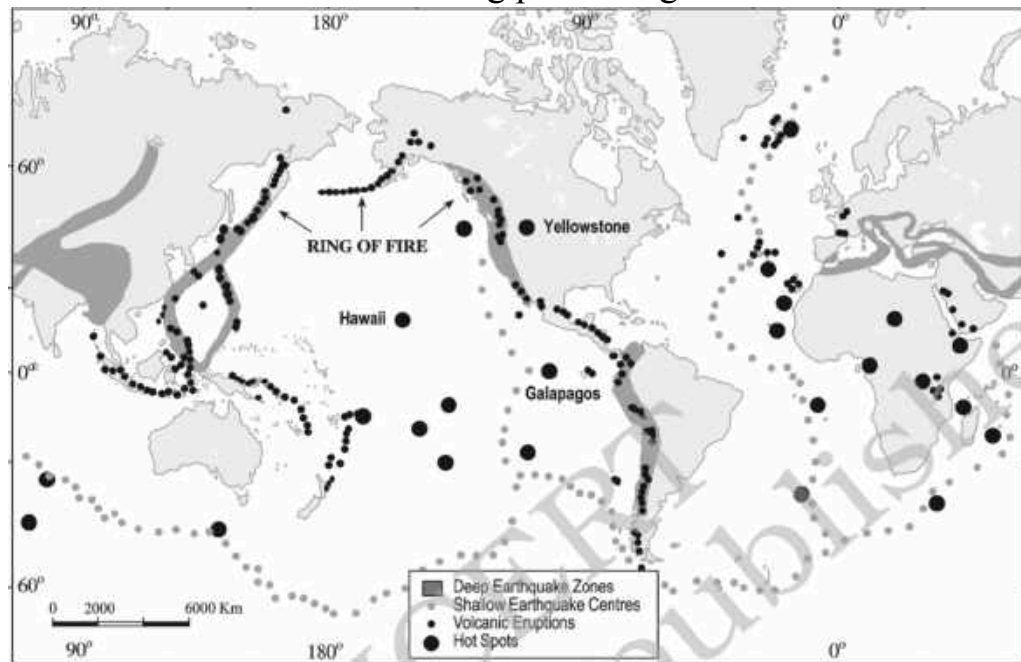 90° 180° 90° 0°
60°
Yellowstone
RING OF FIRE
Hawaii
0° 0°
Galapagos
60°
Deep Earthquake Zones
Shallow Earthquake Centres
Volcanic Eruptions
Hot Spots
0 2000 6000 Km
90° 180° 90° 0°